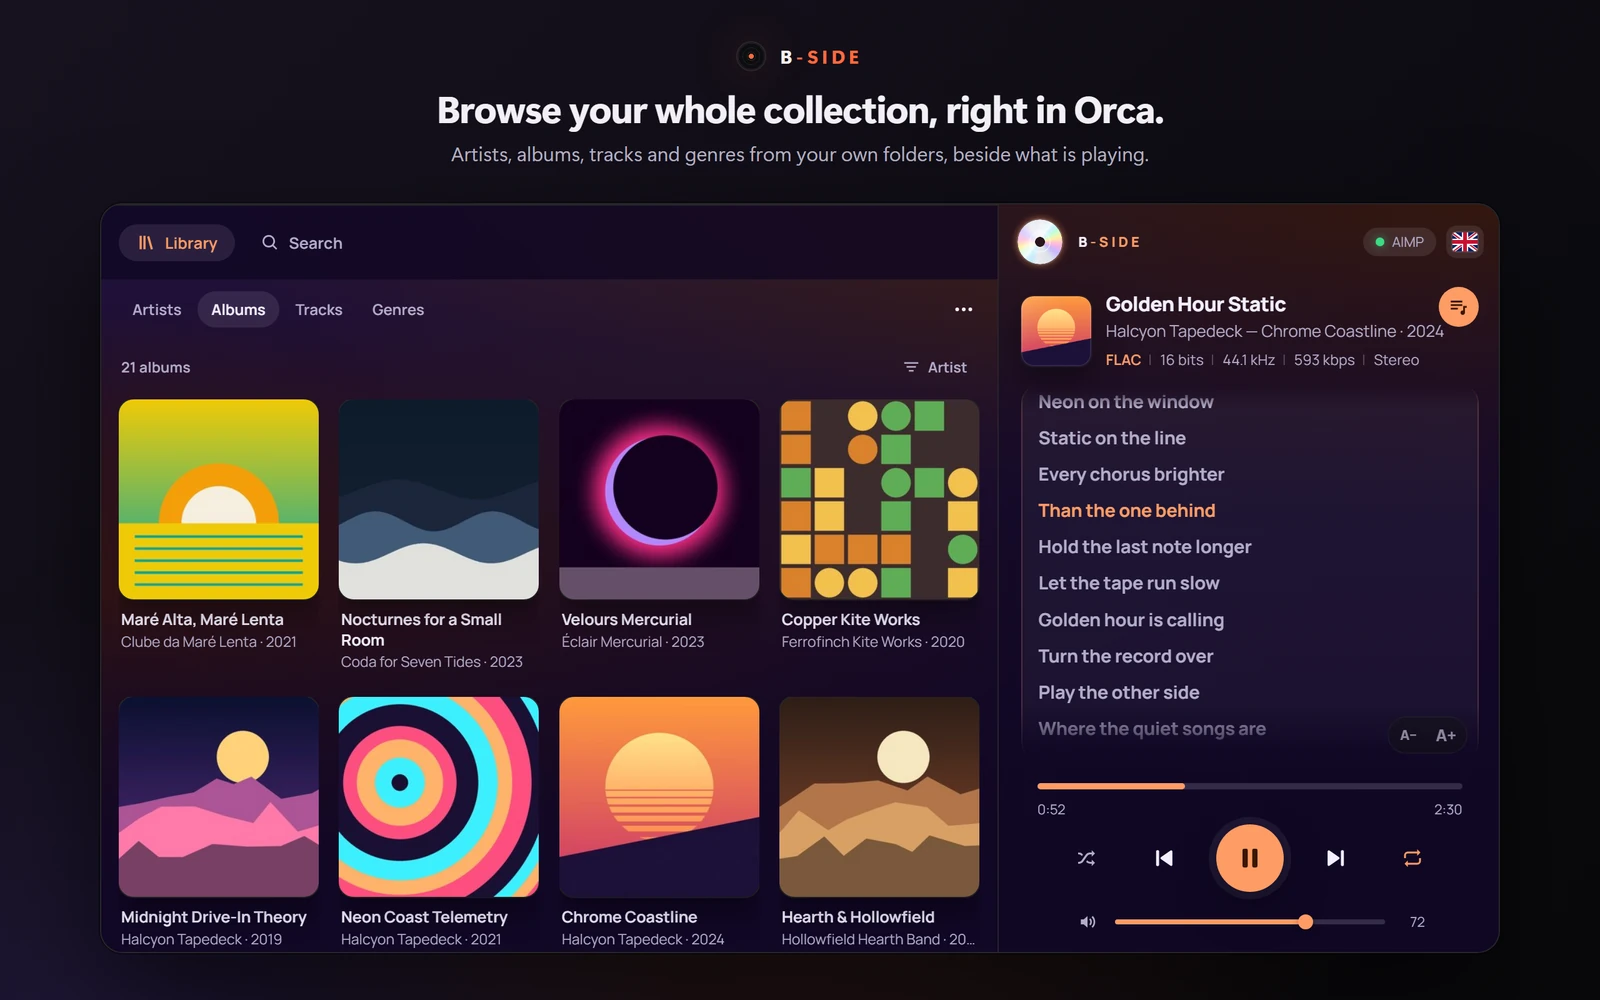 B-SIDE
Browse your whole collection, right in Orca.
Artists, albums, tracks and genres from your own folders, beside what is playing.
Library
Search
Artists
Albums
Tracks
Genres
21 albums
Artist
Maré Alta, Maré Lenta
Clube da Maré Lenta · 2021
Nocturnes for a Small
Room
Coda for Seven Tides · 2023
Velours Mercurial
Éclair Mercurial · 2023
Copper Kite Works
Ferrofinch Kite Works · 2020
Midnight Drive-In Theory
Halcyon Tapedeck · 2019
Neon Coast Telemetry
Halcyon Tapedeck · 2021
Chrome Coastline
Halcyon Tapedeck · 2024
Hearth & Hollowfield
Hollowfield Hearth Band · 20...
B-SIDE
AIMP
Golden Hour Static
Halcyon Tapedeck — Chrome Coastline · 2024
FLAC | 16 bits | 44.1 kHz | 593 kbps | Stereo
Neon on the window
Static on the line
Every chorus brighter
Than the one behind
Hold the last note longer
Let the tape run slow
Golden hour is calling
Turn the record over
Play the other side
Where the quiet songs are
A- A+
0:52
2:30
72